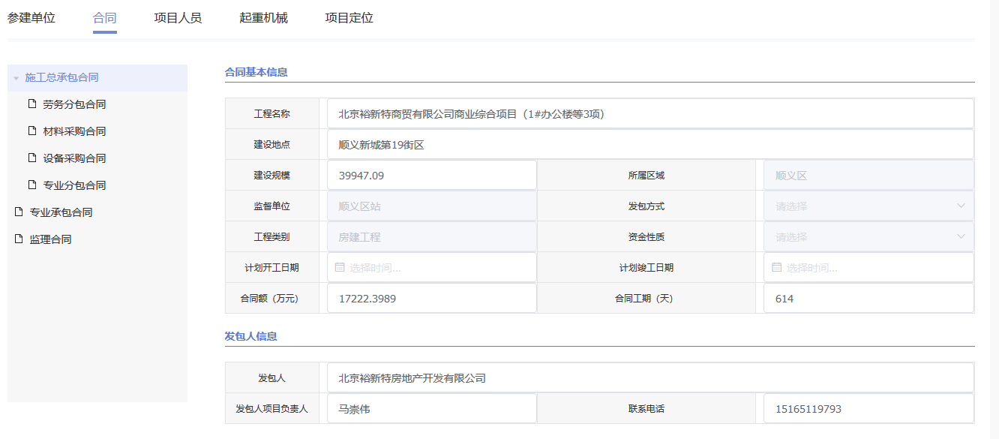 参建单位 合同 项目人员 起重机械 项目定位
施工总承包合同
劳务分包合同
材料采购合同
设备采购合同
专业分包合同
专业承包合同
监理合同
合同基本信息
工程名称 北京裕新特商贸有限公司商业综合项目（1#办公楼等3项）
建设地点 顺义新城第19街区
建设规模 39947.09 所属区域 顺义区
监督单位 顺义区站 发包方式 请选择
工程类别 房建工程 资金性质 请选择
计划开工日期 选择时间... 计划竣工日期 选择时间...
合同额（万元） 17222.3989 合同工期（天） 614
发包人信息
发包人 北京裕新特房地产开发有限公司
发包人项目负责人 马崇伟 联系电话 15165119793